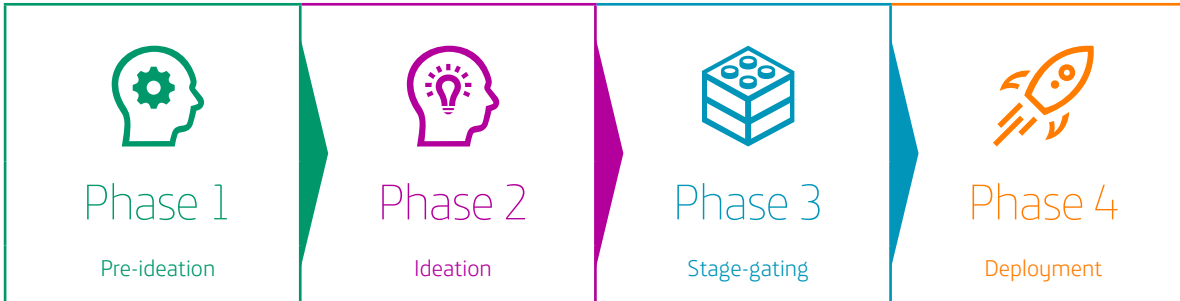 Phase 1
Pre-ideation
Phase 2
Ideation
Phase 3
Stage-gating
Phase 4
Deployment